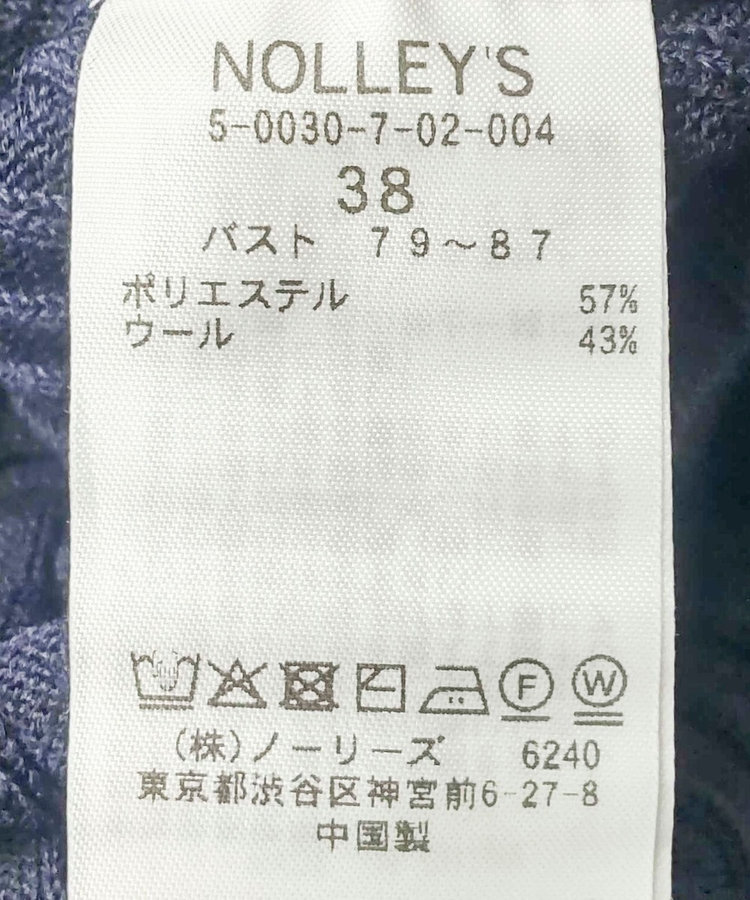 NOLLEY'S
5-0030-7-02-004
38
バスト 79~87
ポリエステル 57%
ウール 43%
F W
(株)ノーリーズ 6240
東京都渋谷区神宮前6-27-8
中国製